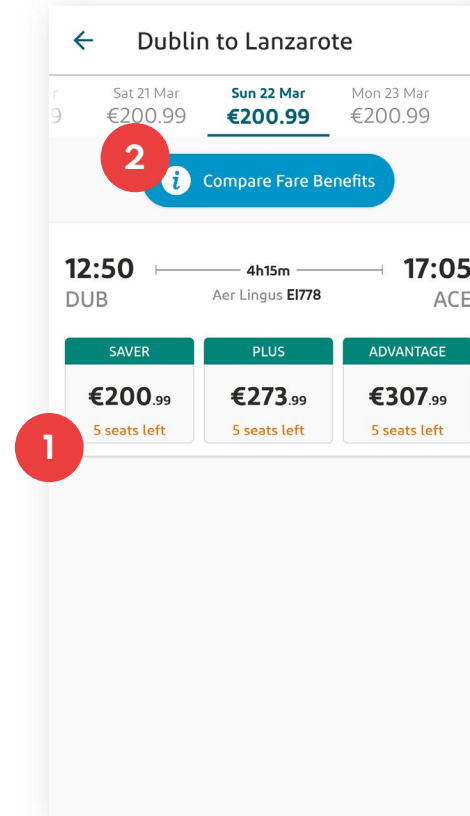 Dublin to Lanzarote
r Sat 21 Mar Sun 22 Mar Mon 23 Mar
9 €200.99 €200.99 €200.99
2
i Compare Fare Benefits
12:50 4h15m 17:05
DUB Aer Lingus EI778 ACE
SAVER PLUS ADVANTAGE
€200.99 €273.99 €307.99
5 seats left 5 seats left 5 seats left
1